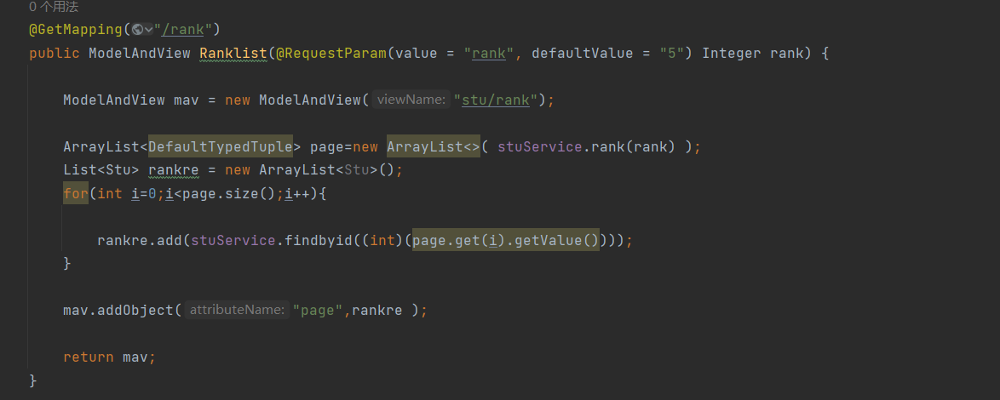 0 个用法
@GetMapping("/rank")
public ModelAndView Ranklist(@RequestParam(value = "rank", defaultValue = "5") Integer rank) {
ModelAndView mav = new ModelAndView( viewName: "stu/rank");
ArrayList<DefaultTypedTuple> page=new ArrayList<>( stuService.rank(rank) );
List<Stu> rankre = new ArrayList<Stu>();
for(int i=0;i<page.size();i++){
rankre.add(stuService.findbyid((int)(page.get(i).getValue())));
}
mav.addObject( attributeName: "page",rankre );
return mav;
}